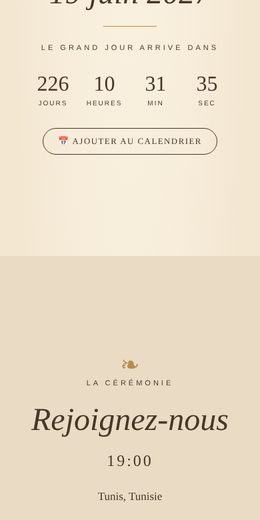 LE GRAND JOUR ARRIVE DANS
226 10 31 35
JOURS HEURES MIN SEC
📅 AJOUTER AU CALENDRIER
LA CÉRÉMONIE
Rejoignez-nous
19:00
Tunis, Tunisie